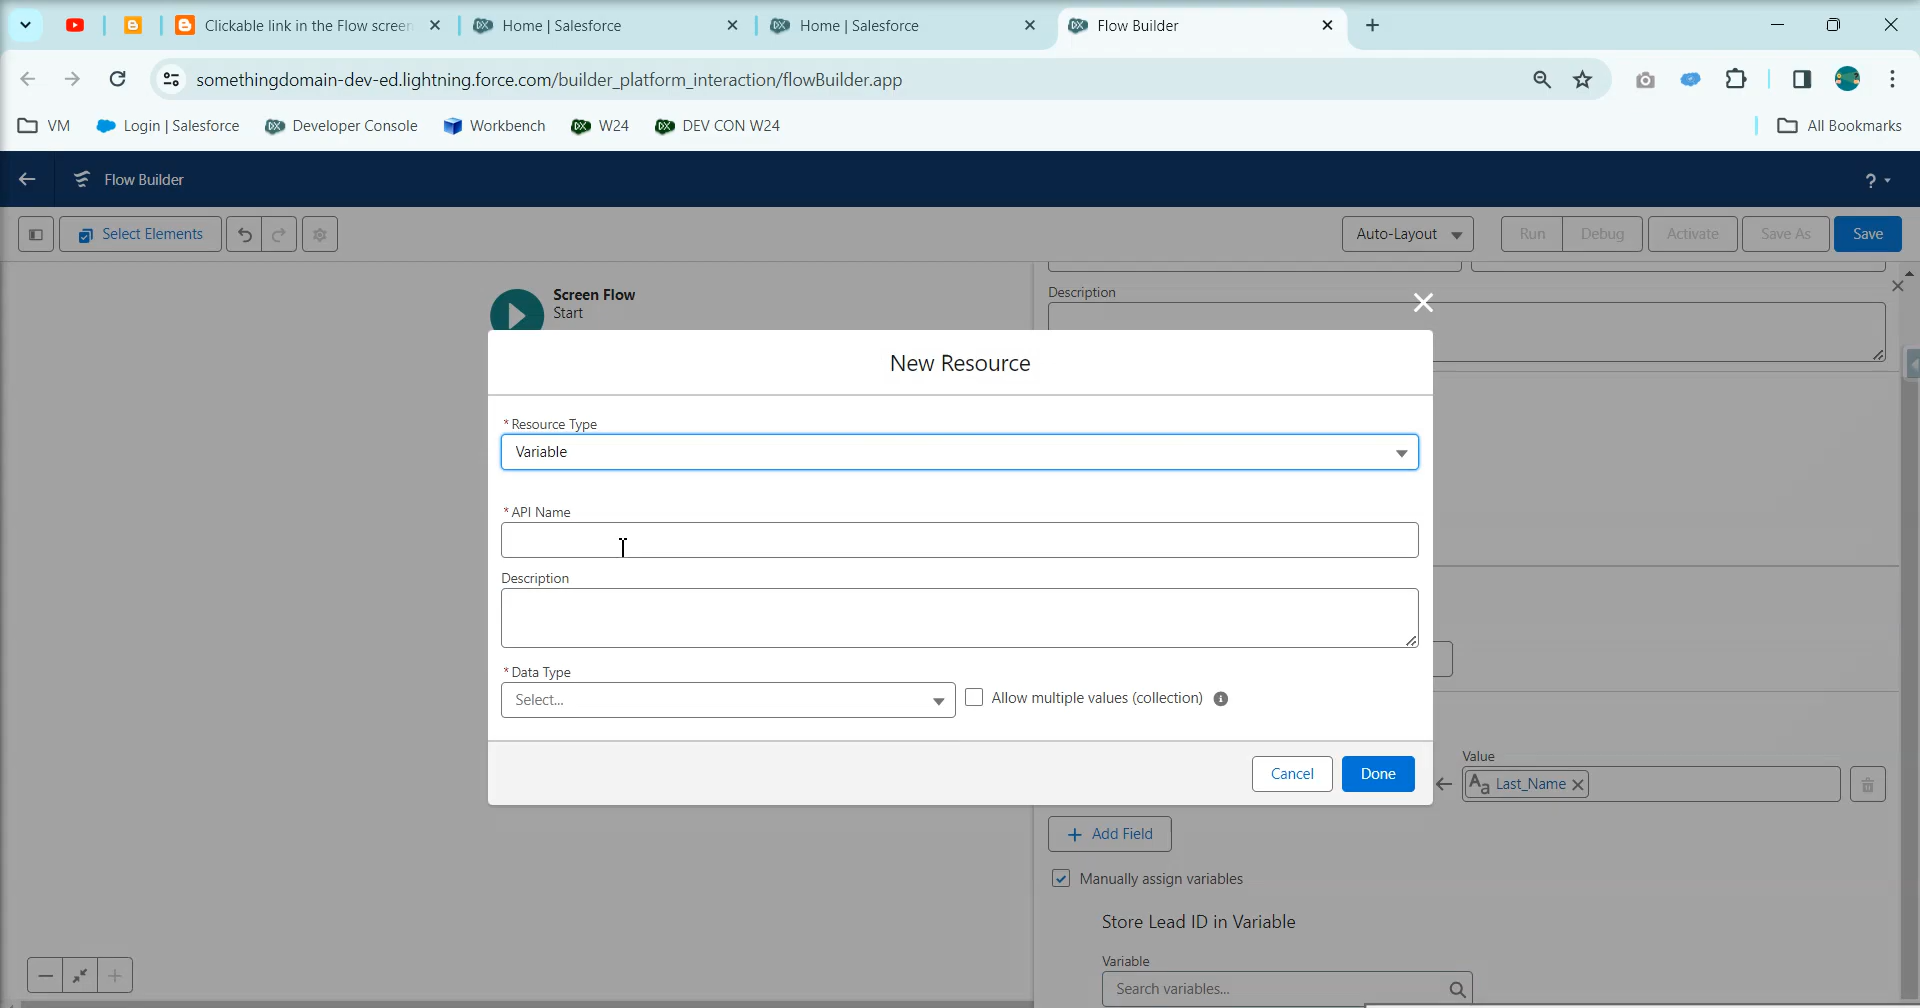 Clickable link in the Flow screen
Home | Salesforce
Home | Salesforce
Flow Builder
somethingdomain-dev-ed.lightning.force.com/builder_platform_interaction/flowBuilder.app
VM
Login | Salesforce
Developer Console
Workbench
W24
DEV CON W24
All Bookmarks
Flow Builder
?
Select Elements
Auto-Layout
Run
Debug
Activate
Save As
Save
Screen Flow
Start
Description
New Resource
* Resource Type
Variable
* API Name
Description
* Data Type
Select...
Allow multiple values (collection)
Cancel
Done
Value
Aa Last_Name
+ Add Field
Manually assign variables
Store Lead ID in Variable
Variable
Search variables...